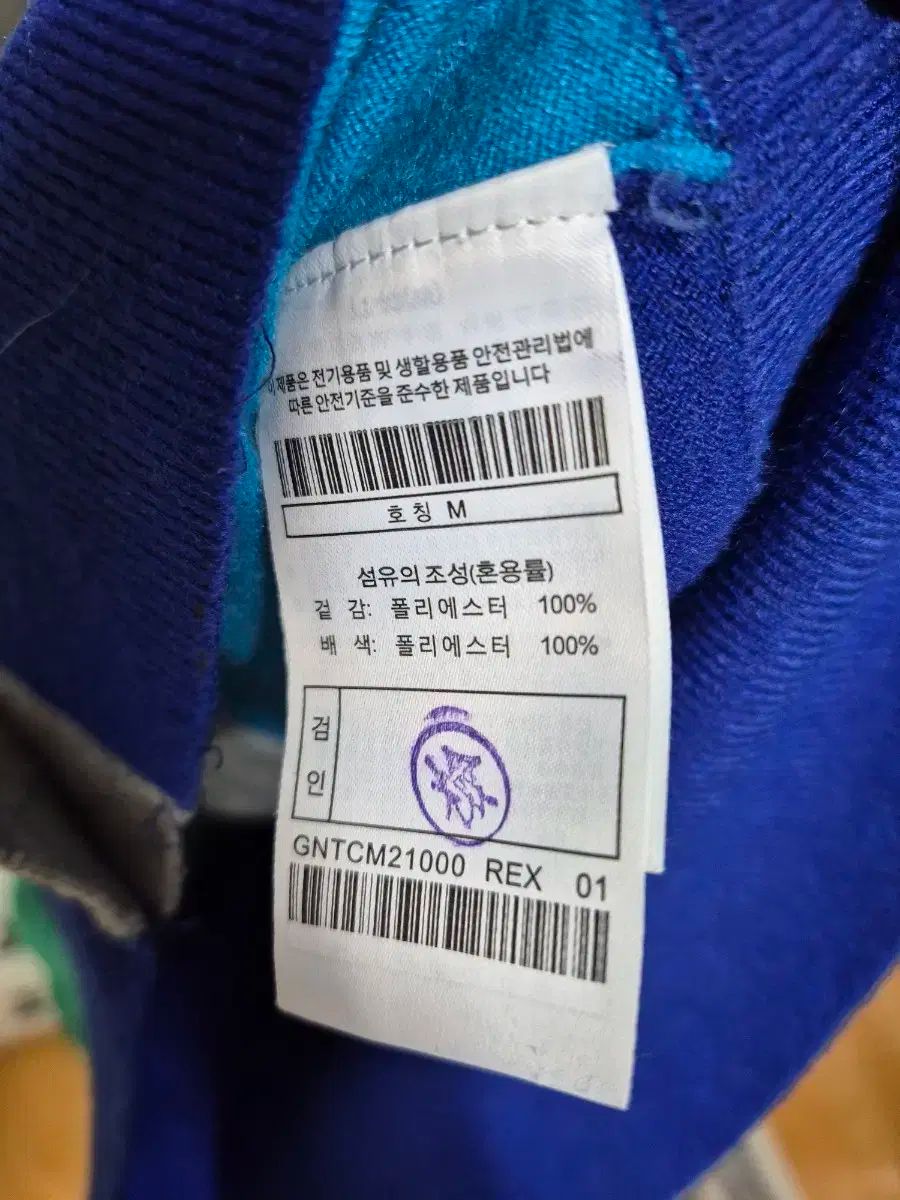 이 제품은 전기용품 및 생활용품 안전관리법에
따른 안전기준을 준수한 제품입니다
호칭 M
섬유의 조성(혼용률)
겉 감: 폴리에스터 100%
배 색: 폴리에스터 100%
검
인
GNTCM21000 REX 01